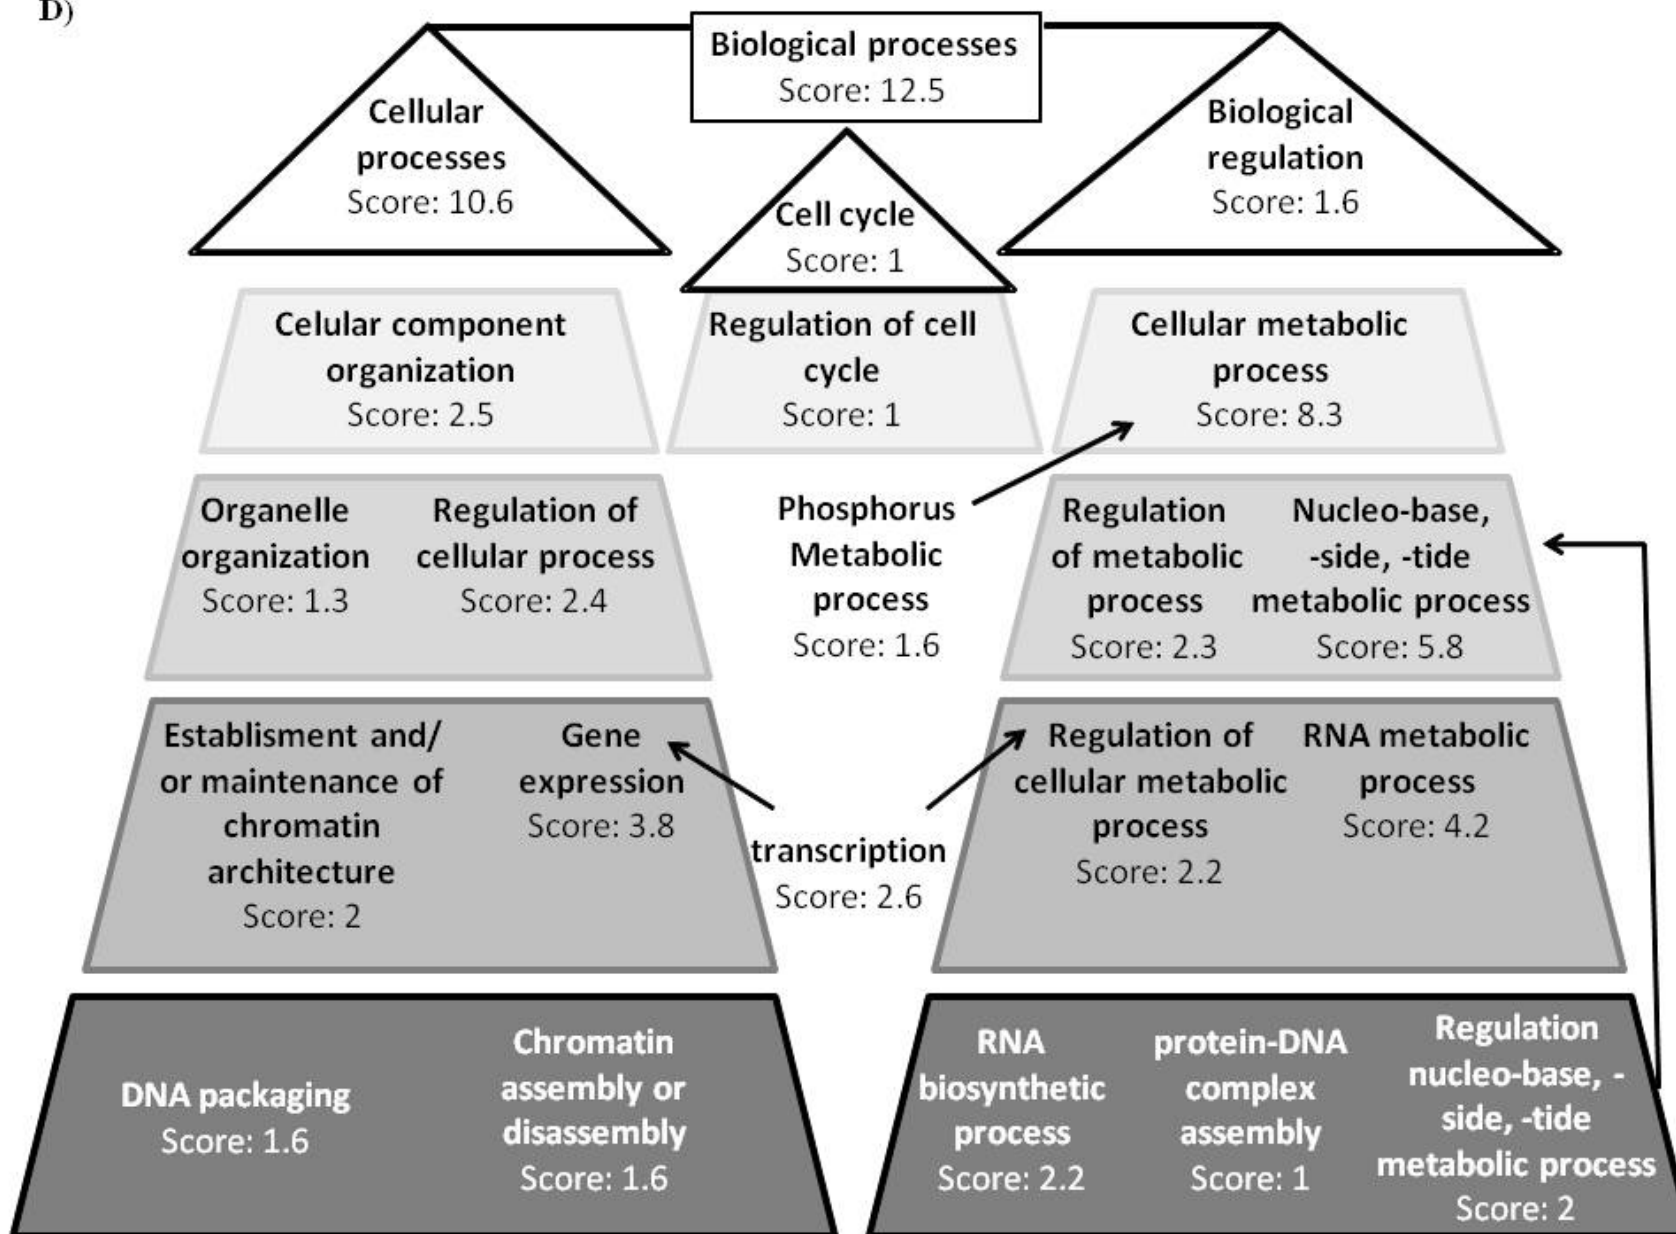 D)
Biological processes
Score: 12.5
Cellular
processes
Score: 10.6
Cell cycle
Score: 1
Biological
regulation
Score: 1.6
Celular component
organization
Score: 2.5
Regulation of cell
cycle
Score: 1
Cellular metabolic
process
Score: 8.3
Organelle
organization
Score: 1.3
Regulation of
cellular process
Score: 2.4
Phosphorus
Metabolic
process
Score: 1.6
Regulation
of metabolic
process
Score: 2.3
Nucleo-base,
-side, -tide
metabolic process
Score: 5.8
Establisment and/
or maintenance of
chromatin
architecture
Score: 2
Gene
expression
Score: 3.8
transcription
Score: 2.6
Regulation of
cellular metabolic
process
Score: 2.2
RNA metabolic
process
Score: 4.2
DNA packaging
Score: 1.6
Chromatin
assembly or
disassembly
Score: 1.6
RNA
biosynthetic
process
Score: 2.2
protein-DNA
complex
assembly
Score: 1
Regulation
nucleo-base, -
side, -tide
metabolic process
Score: 2